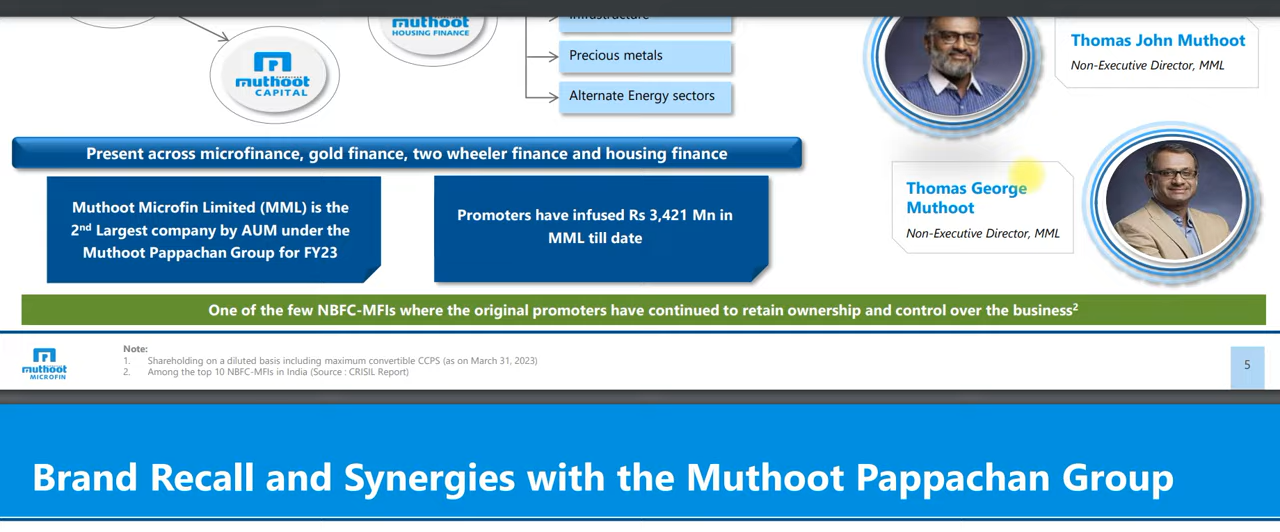 muthoot
HOUSING FINANCE
Infrastructure
Precious metals
Alternate Energy sectors
muthoot
CAPITAL
Thomas John Muthoot
Non-Executive Director, MML
Present across microfinance, gold finance, two wheeler finance and housing finance
Muthoot Microfin Limited (MML) is the
2nd Largest company by AUM under the
Muthoot Pappachan Group for FY23
Promoters have infused Rs 3,421 Mn in
MML till date
Thomas George
Muthoot
Non-Executive Director, MML
One of the few NBFC-MFIs where the original promoters have continued to retain ownership and control over the business2
muthoot
MICROFIN
Note:
1. Shareholding on a diluted basis including maximum convertible CCPS (as on March 31, 2023)
2. Among the top 10 NBFC-MFIs in India (Source : CRISIL Report)
5
Brand Recall and Synergies with the Muthoot Pappachan Group